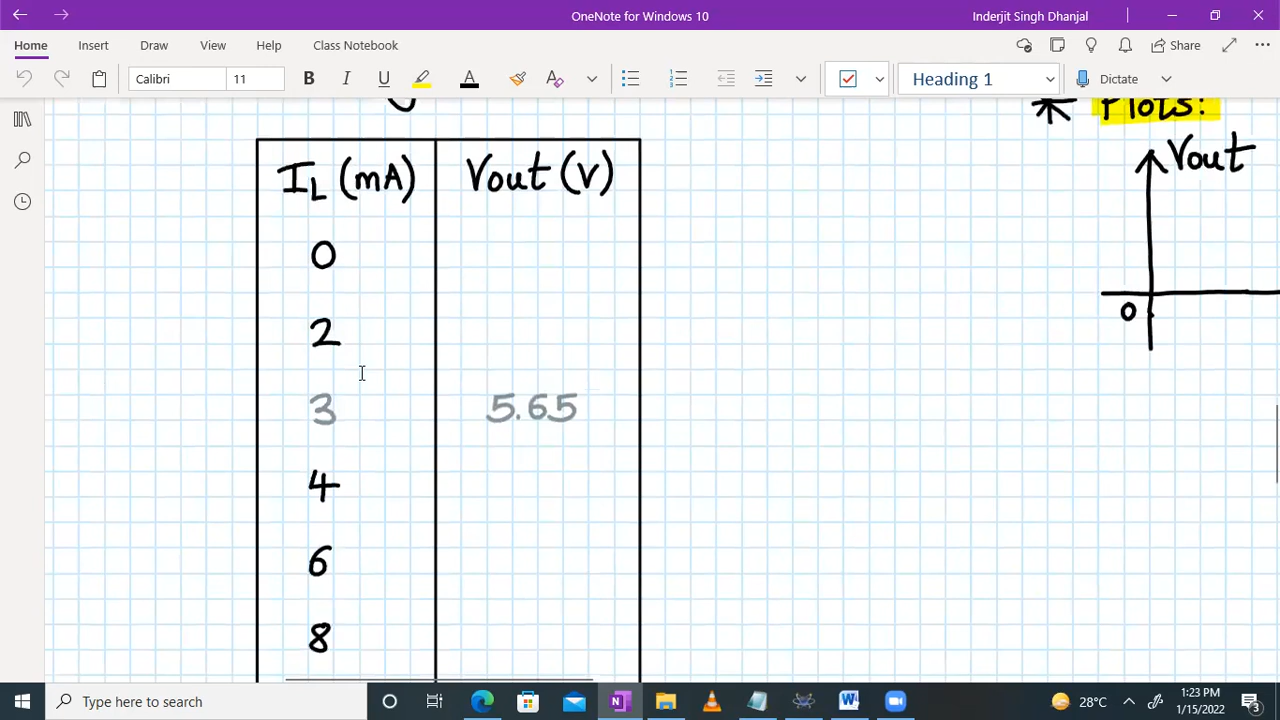 OneNote for Windows 10
Inderjit Singh Dhanjal
Home Insert Draw View Help Class Notebook
Share
Calibri 11 B I U A Heading 1 Dictate
Plots:
IL (mA) Vout (V)
Vout
0
0
2
3 5.65
4
6
8
Type here to search
28°C
1:23 PM
1/15/2022
3